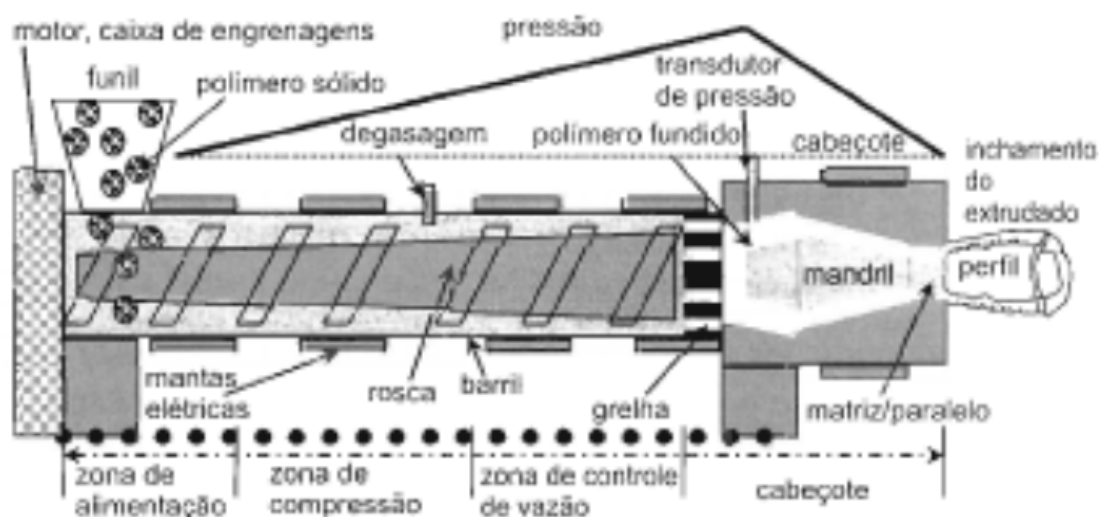 motor, caixa de engrenagens
funil
polímero sólido
pressão
transdutor
de pressão
degasagem
polímero fundido
cabeçote
inchamento
do
extrudado
mandril
perfil
mantas
elétricas
rosca
barril
grelha
matriz/paralelo
zona de
alimentação
zona de
compressão
zona de controle
de vazão
cabeçote